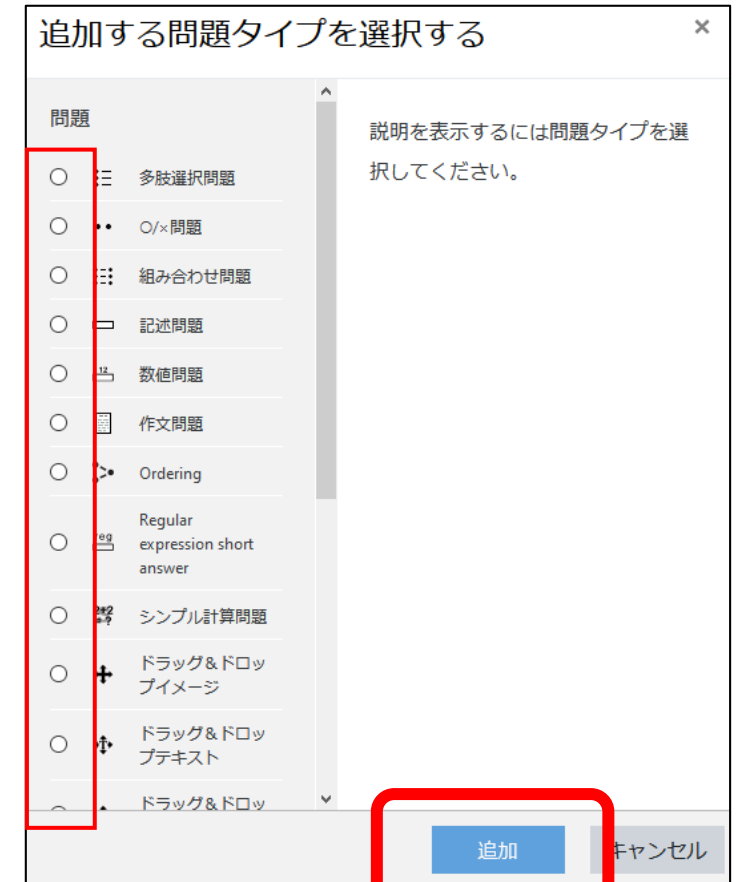 追加する問題タイプを選択する
×
問題
説明を表示するには問題タイプを選
択してください。
多肢選択問題
○/×問題
組み合わせ問題
記述問題
12
数値問題
作文問題
Ordering
Regular
expression short
answer
シンプル計算問題
ドラッグ&ドロッ
プイメージ
ドラッグ&ドロッ
プテキスト
ドラッグ&ドロッ
追加
キャンセル